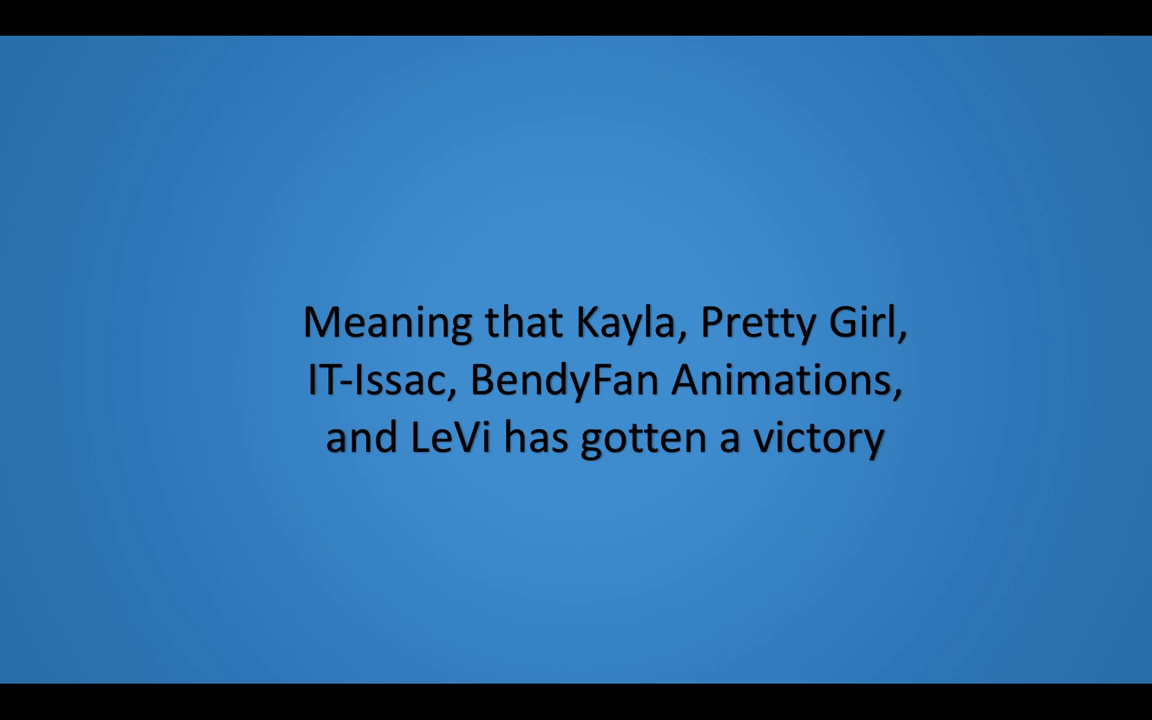 Meaning that Kayla, Pretty Girl,
IT-Issac, BendyFan Animations,
and LeVi has gotten a victory